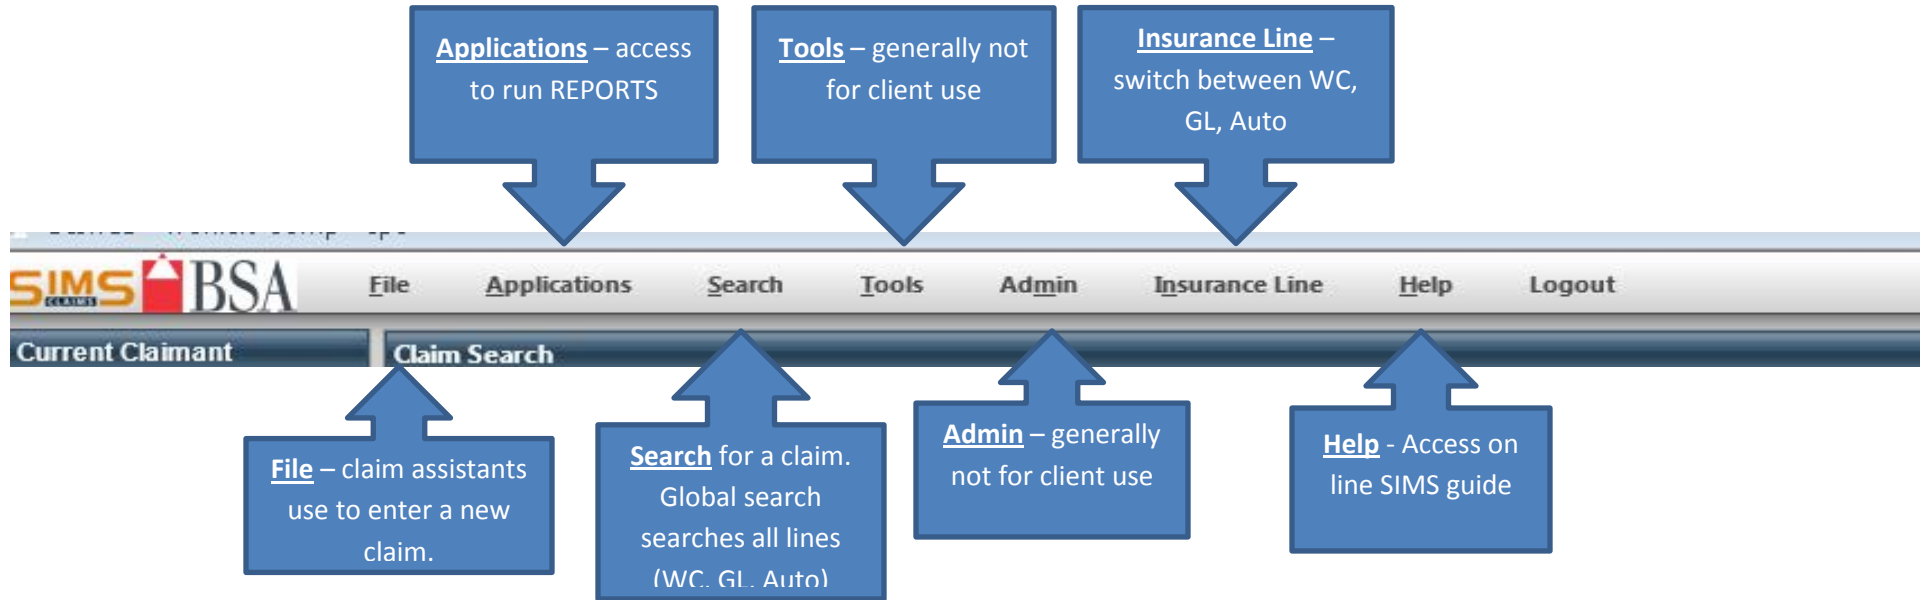 Applications – access
to run REPORTS
Tools – generally not
for client use
Insurance Line –
switch between WC,
GL, Auto
SIMS
CLAIMS
BSA
File
Applications
Search
Tools
Admin
Insurance Line
Help
Logout
Current Claimant
Claim Search
File – claim assistants
use to enter a new
claim.
Search for a claim.
Global search
searches all lines
(WC, GL, Auto)
Admin – generally
not for client use
Help - Access on
line SIMS guide